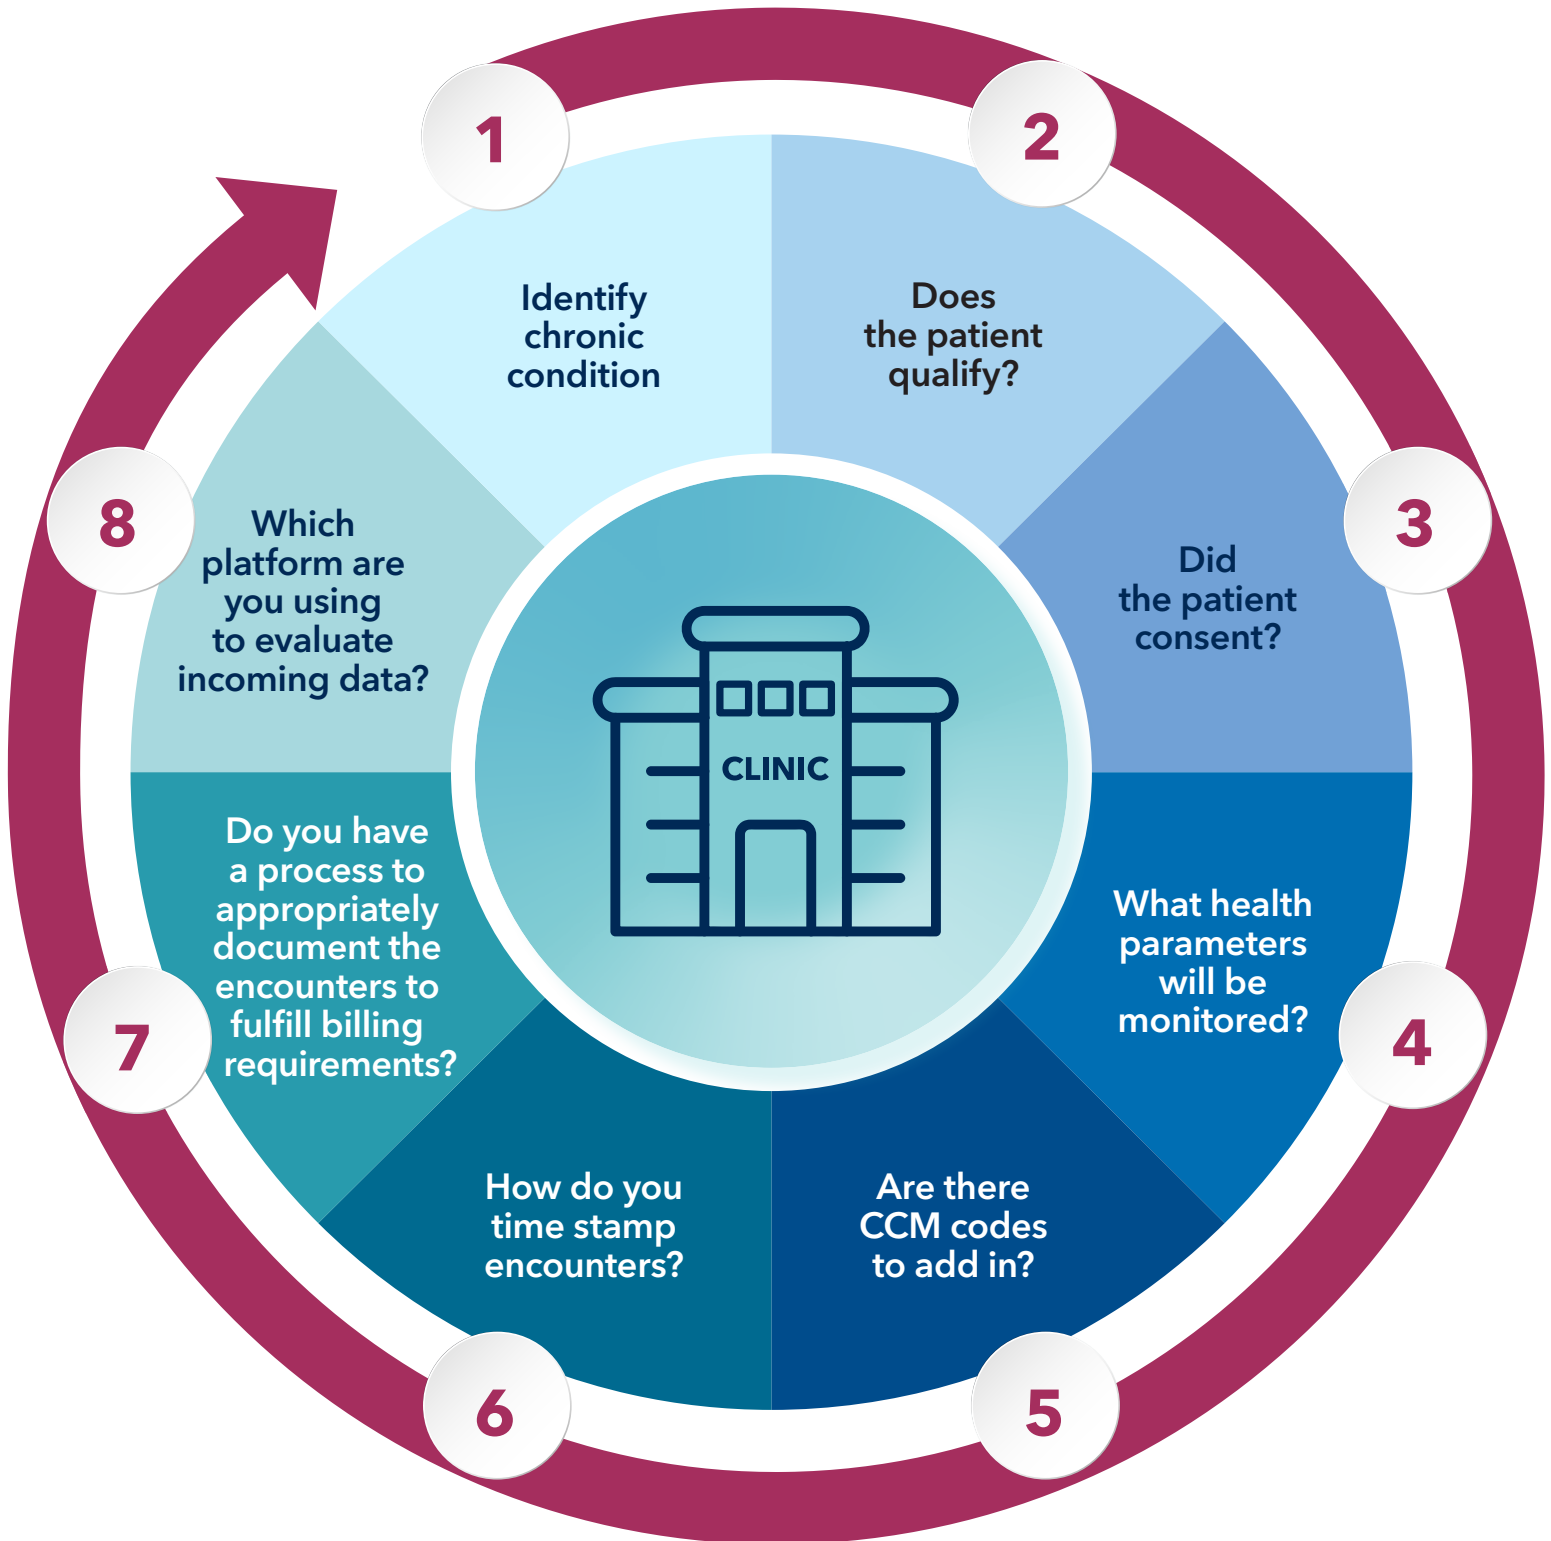 1
Identify
chronic
condition
2
Does
the patient
qualify?
3
Did
the patient
consent?
4
What health
parameters
will be
monitored?
5
Are there
CCM codes
to add in?
6
How do you
time stamp
encounters?
7
Do you have
a process to
appropriately
document the
encounters to
fulfill billing
requirements?
8
Which
platform are
you using
to evaluate
incoming data?
CLINIC